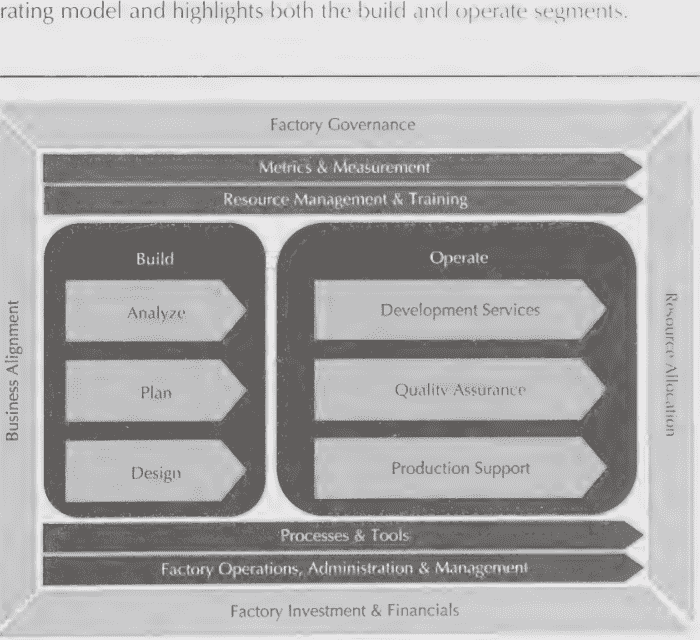 rating model and highlights both the build and operate segments.
Factory Governance
Metrics & Measurement
Resource Management & Training
Business Alignment
Build
Analyze
Plan
Design
Operate
Development Services
Quality Assurance
Production Support
Resource Allocation
Processes & Tools
Factory Operations, Administration & Management
Factory Investment & Financials